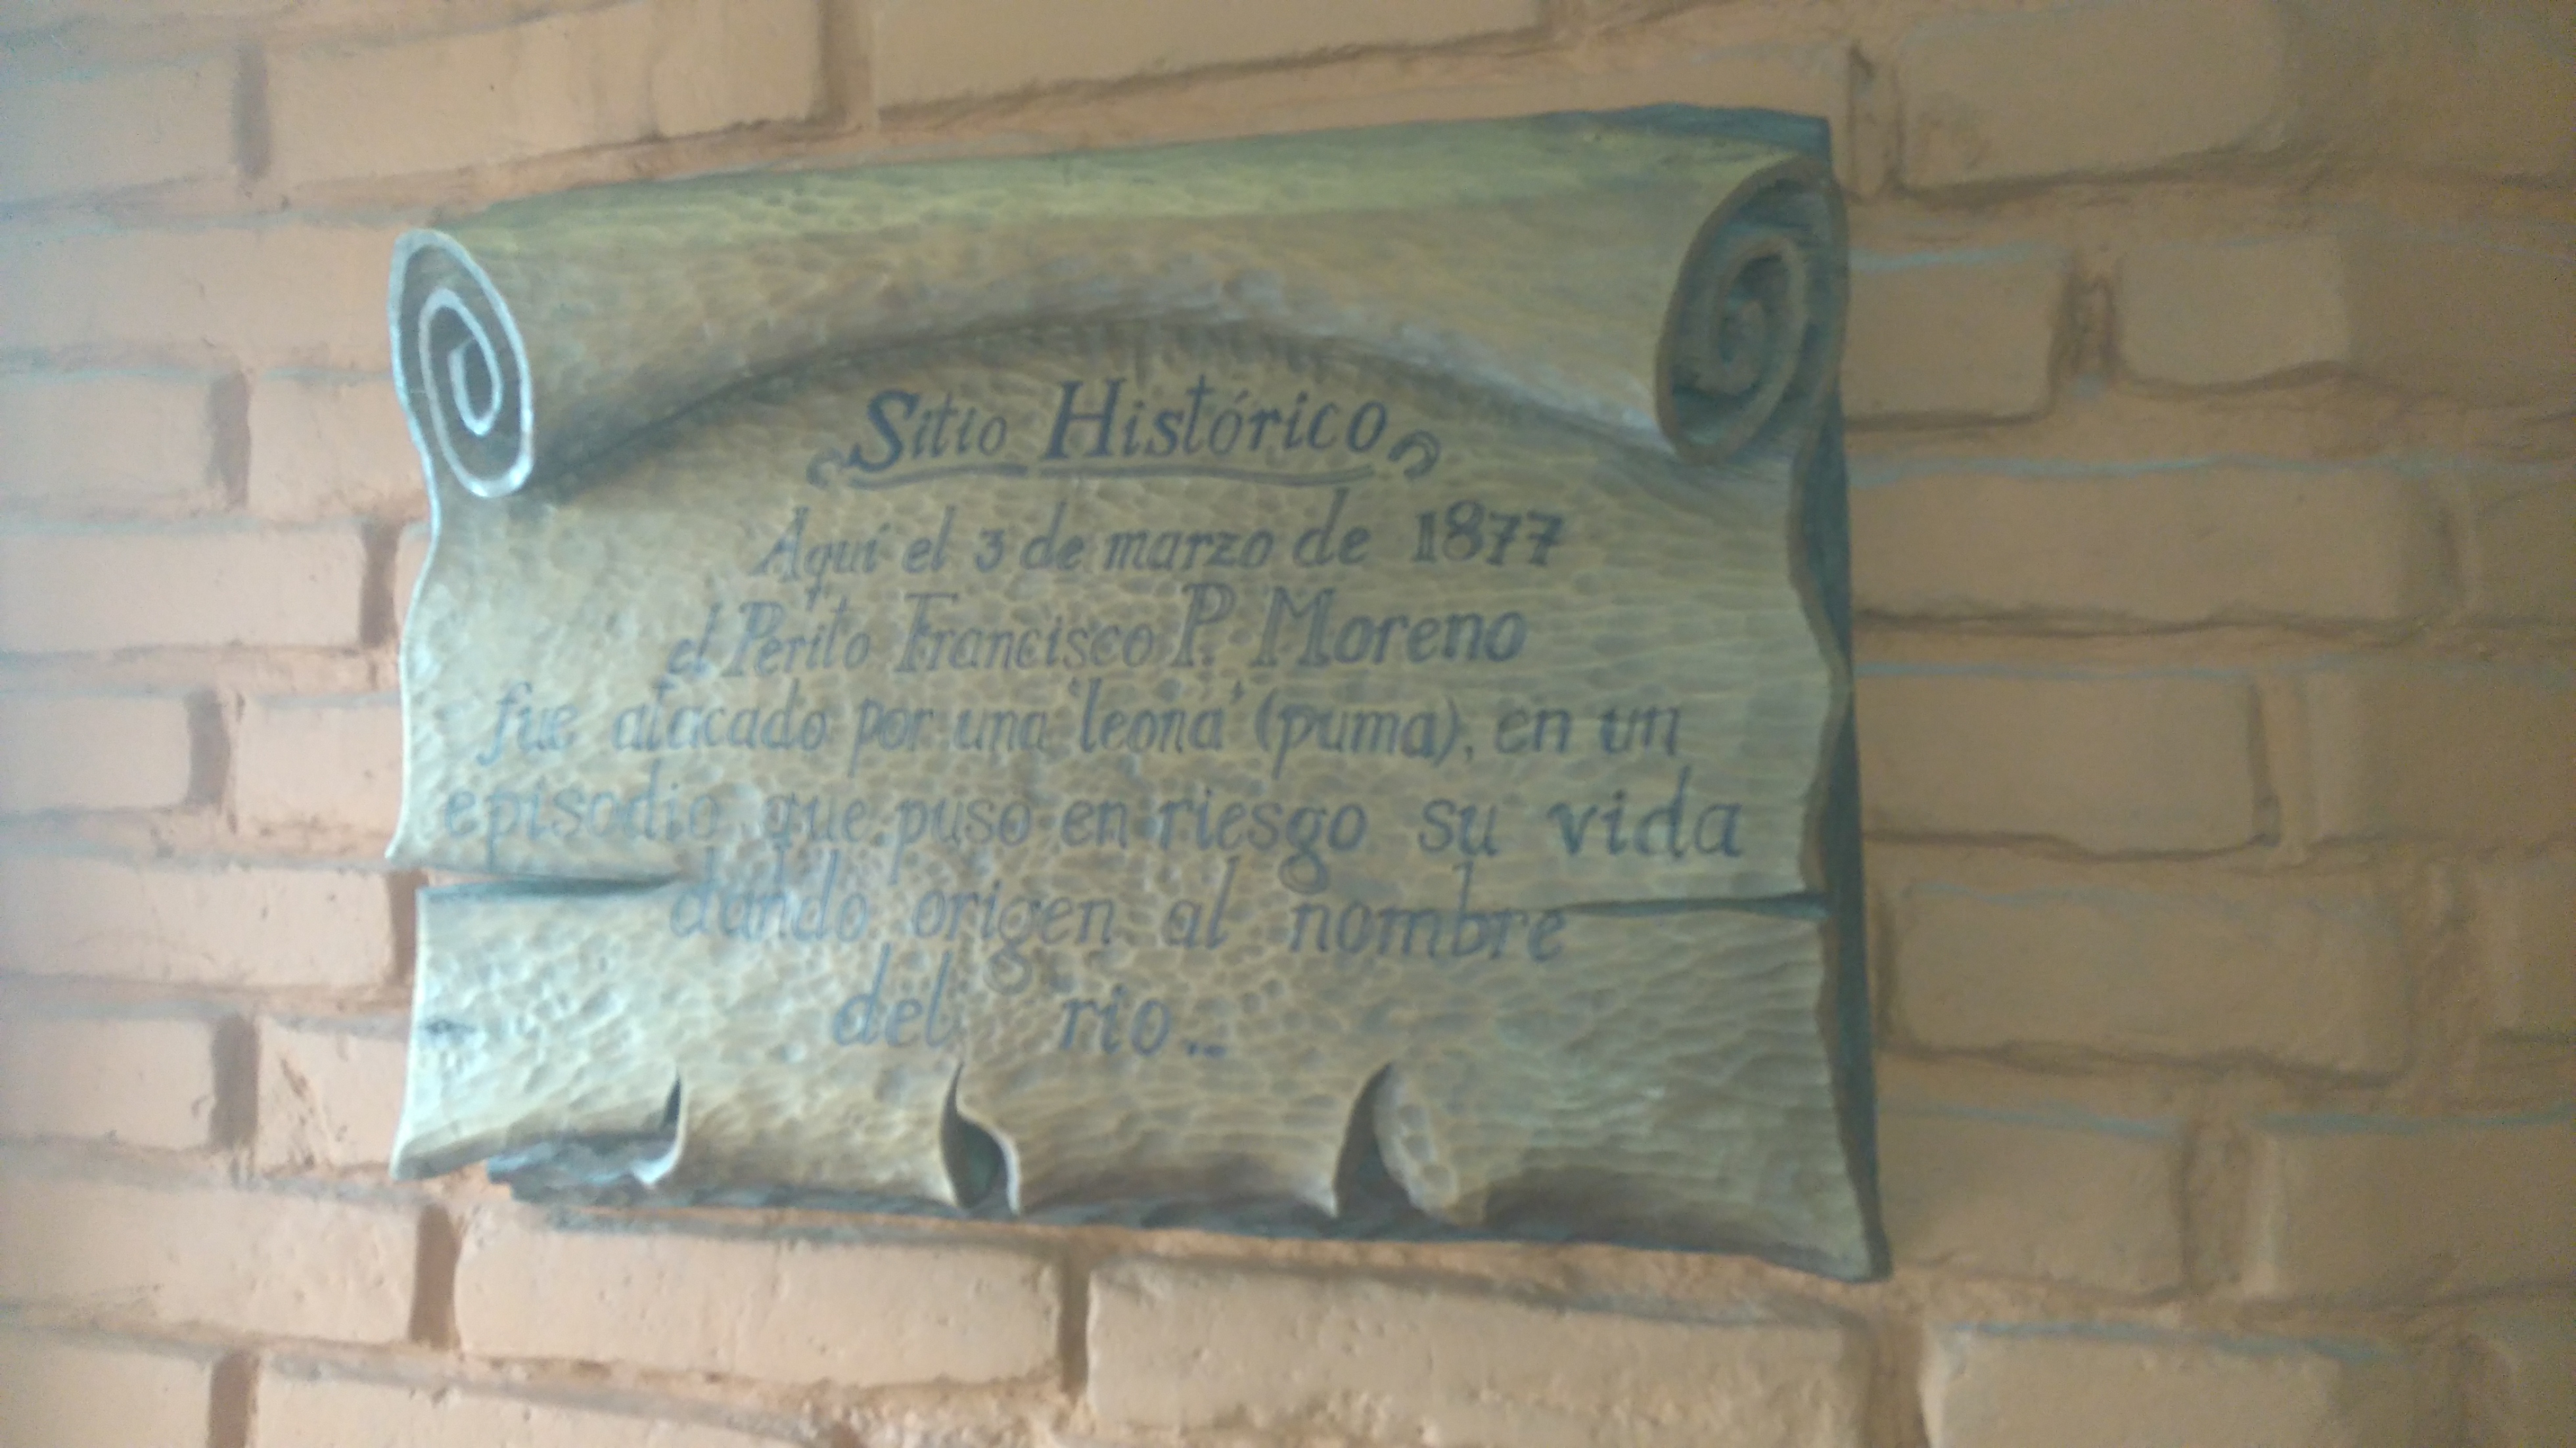 Sitio Histórico
Aquí el 3 de marzo de 1877
el Perito Francisco P. Moreno
fue atacado por una 'leona' (puma), en un
episodio que puso en riesgo su vida
dando origen al nombre
del rio...